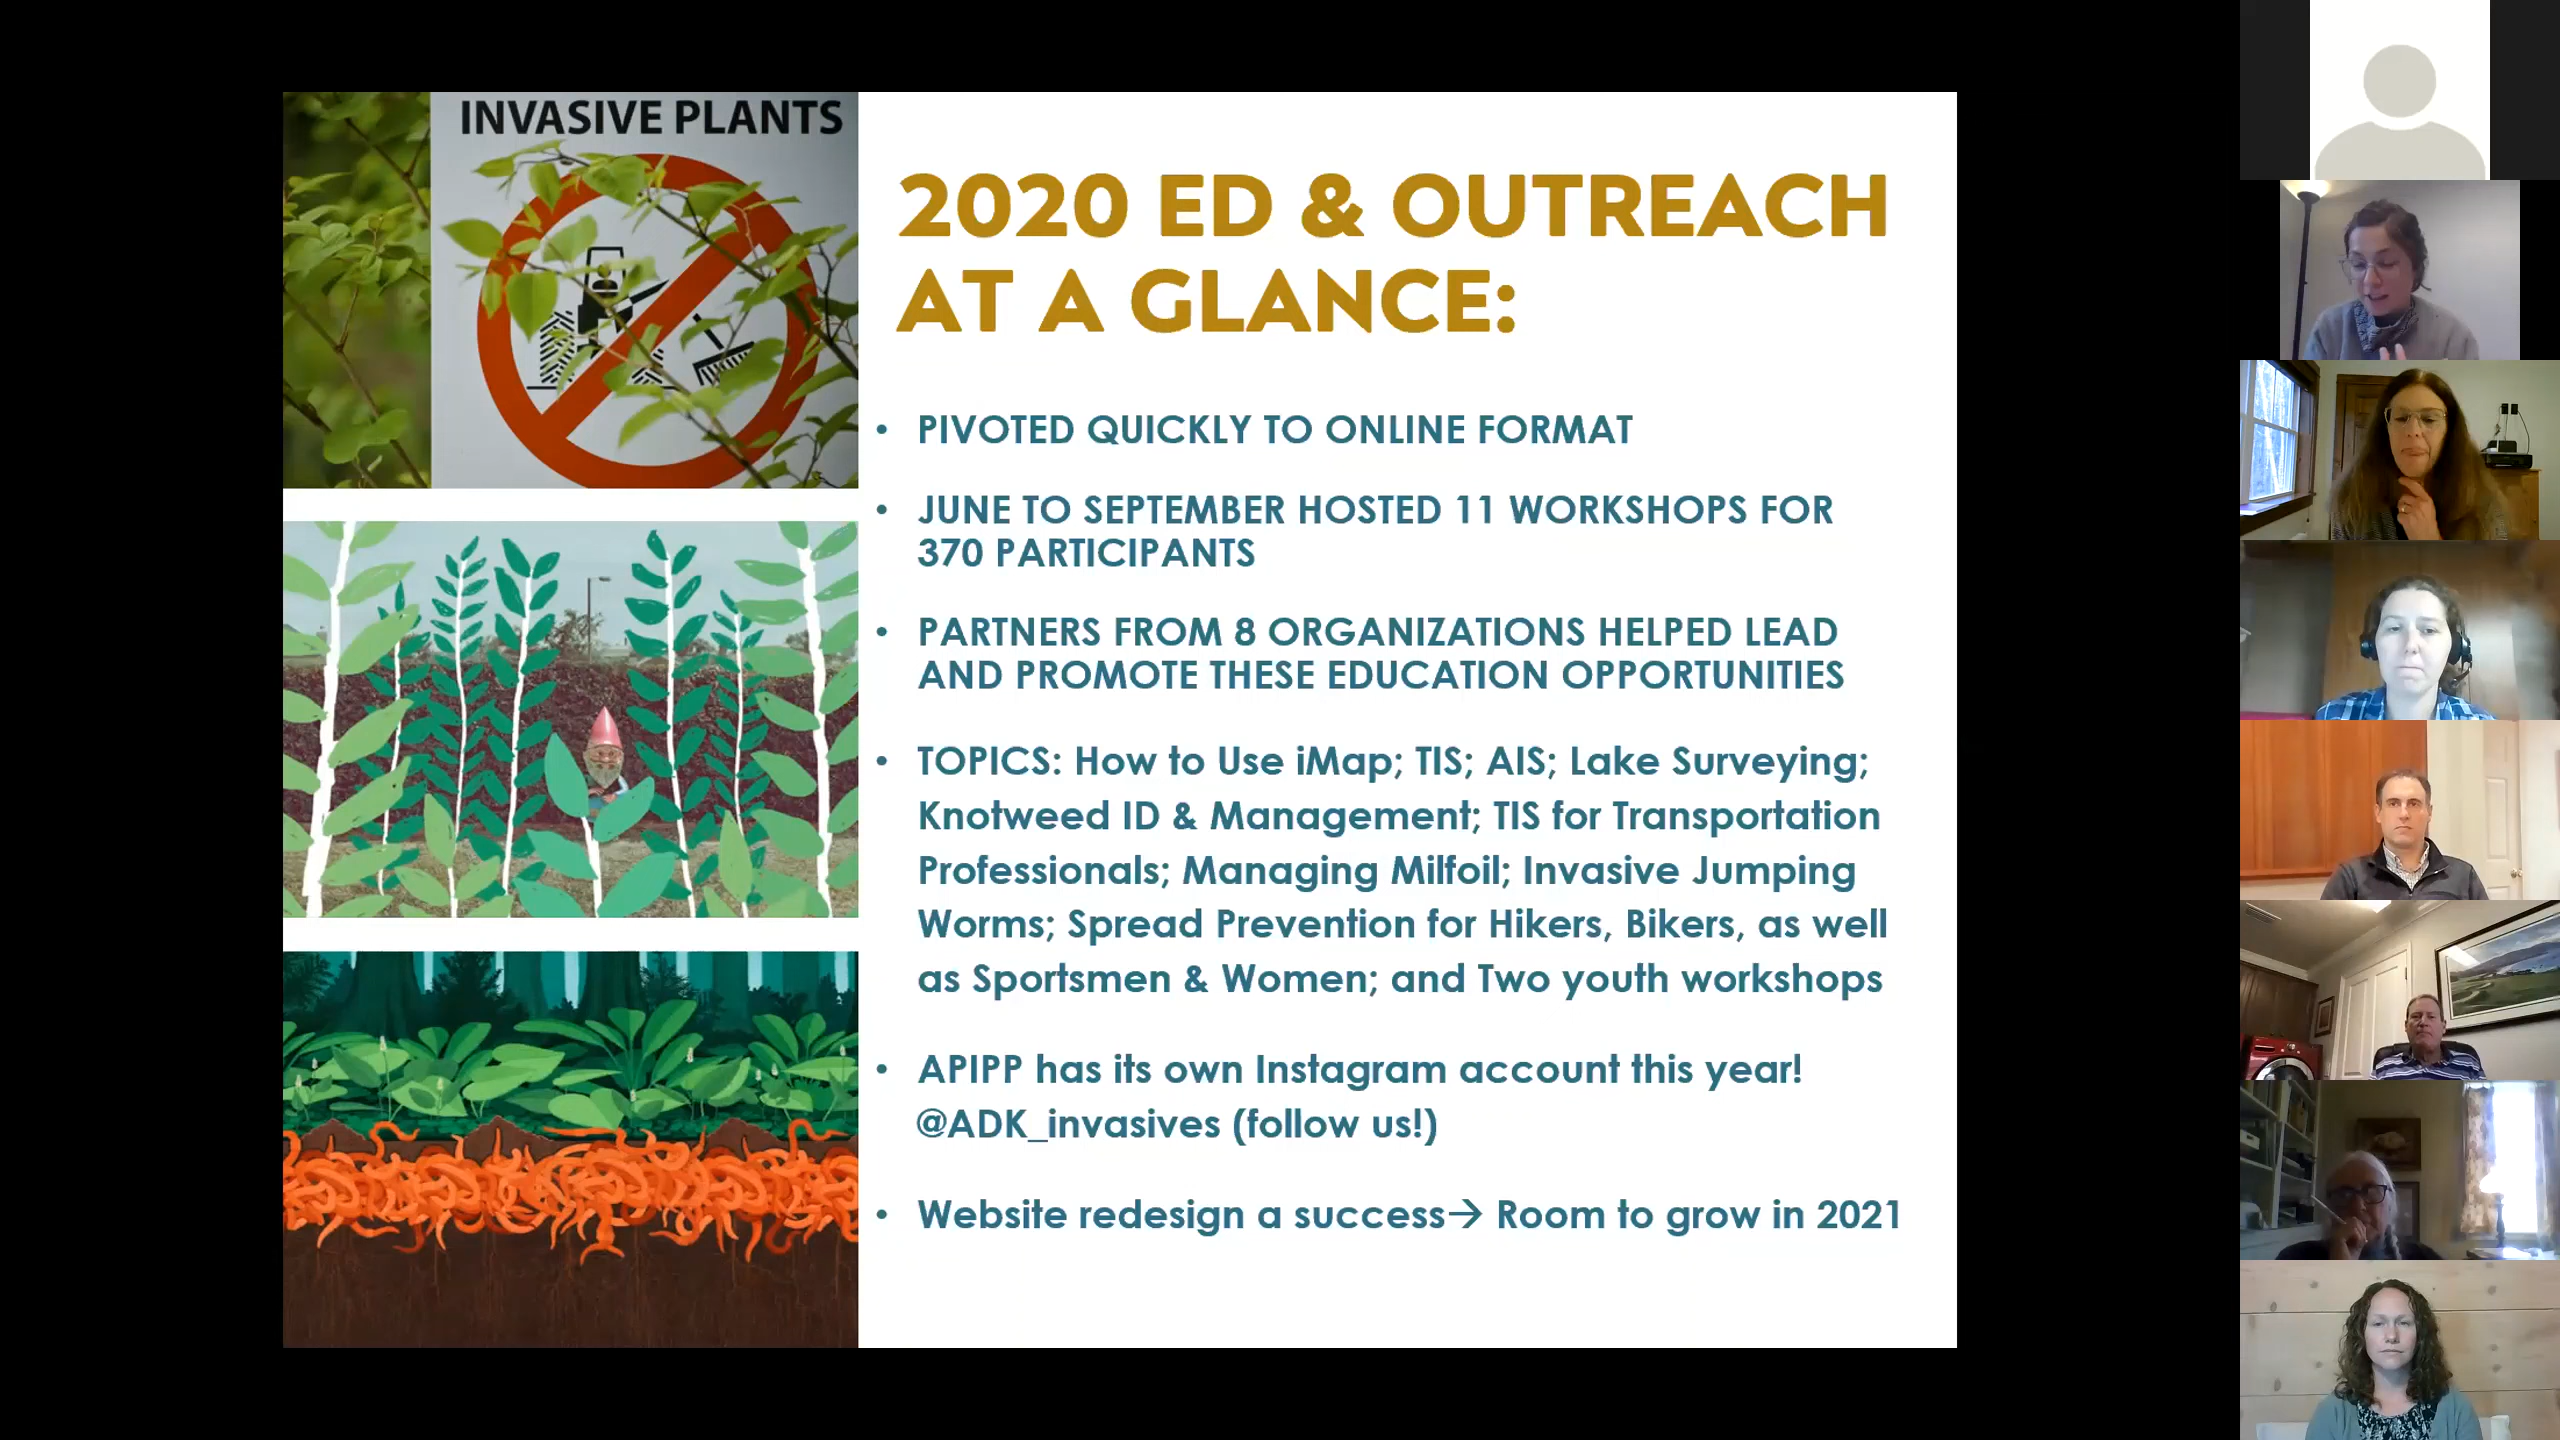 INVASIVE PLANTS
2020 ED & OUTREACH
AT A GLANCE:
• PIVOTED QUICKLY TO ONLINE FORMAT
• JUNE TO SEPTEMBER HOSTED 11 WORKSHOPS FOR
370 PARTICIPANTS
• PARTNERS FROM 8 ORGANIZATIONS HELPED LEAD
AND PROMOTE THESE EDUCATION OPPORTUNITIES
• TOPICS: How to Use iMap; TIS; AIS; Lake Surveying;
Knotweed ID & Management; TIS for Transportation
Professionals; Managing Milfoil; Invasive Jumping
Worms; Spread Prevention for Hikers, Bikers, as well
as Sportsmen & Women; and Two youth workshops
• APIPP has its own Instagram account this year!
@ADK_invasives (follow us!)
• Website redesign a success→ Room to grow in 2021